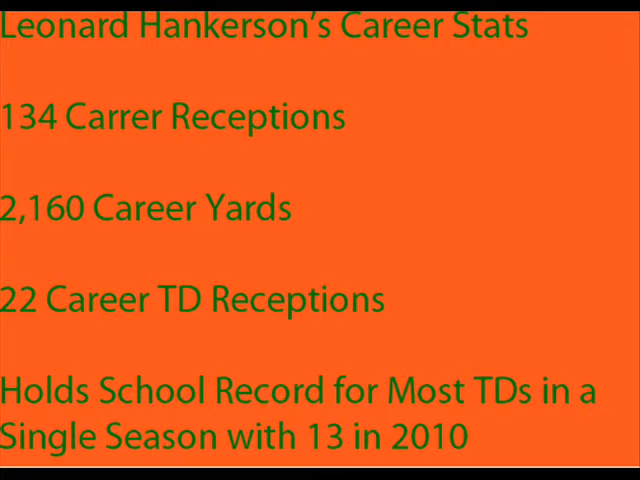 Leonard Hankerson’s Career Stats
134 Carrer Receptions
2,160 Career Yards
22 Career TD Receptions
Holds School Record for Most TDs in a
Single Season with 13 in 2010